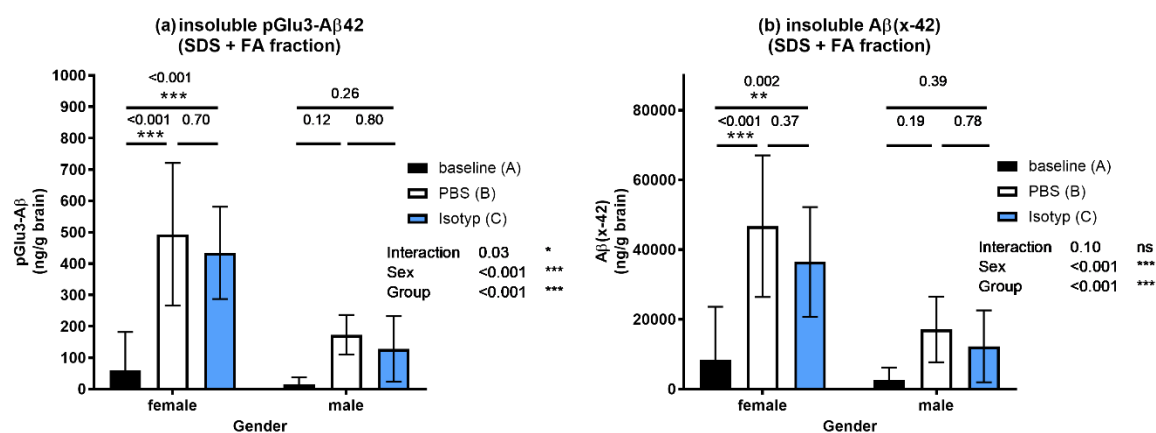 (a) insoluble pGlu3-Aβ42
(SDS + FA fraction)
1000
900
800
700
600
500
400
300
200
100
0
pGlu3-Aβ
(ng/g brain)
<0.001
***
<0.001 0.70
***
0.26
0.12 0.80
baseline (A)
PBS (B)
Isotyp (C)
Interaction 0.03 *
Sex <0.001 ***
Group <0.001 ***
female male
Gender
(b) insoluble Aβ(x-42)
(SDS + FA fraction)
80000
60000
40000
20000
0
Aβ(x-42)
(ng/g brain)
0.002
**
<0.001 0.37
***
0.39
0.19 0.78
baseline (A)
PBS (B)
Isotyp (C)
Interaction 0.10 ns
Sex <0.001 ***
Group <0.001 ***
female male
Gender